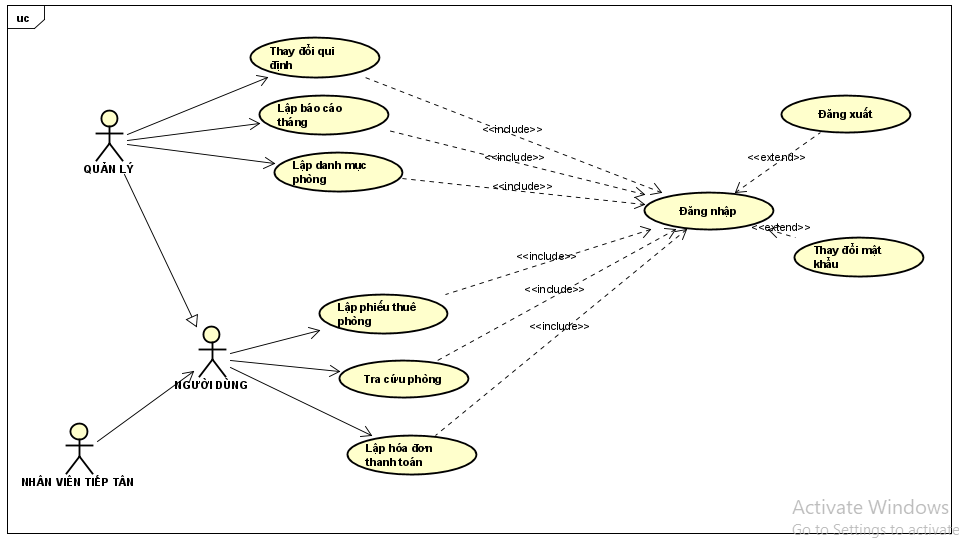 uc
Thay đổi qui
định
Lập báo cáo
tháng
QUẢN LÝ
Lập danh mục
phòng
<<include>>
<<include>>
<<include>>
Đăng xuất
<<extend>>
Đăng nhập
<<extend>>
Thay đổi mật
khẩu
<<include>>
<<include>>
<<include>>
Lập phiếu thuê
phòng
NGƯỜI DÙNG
Tra cứu phòng
Lập hóa đơn
thanh toán
NHÂN VIÊN TIẾP TÂN
Activate Windows
Go to Settings to activate